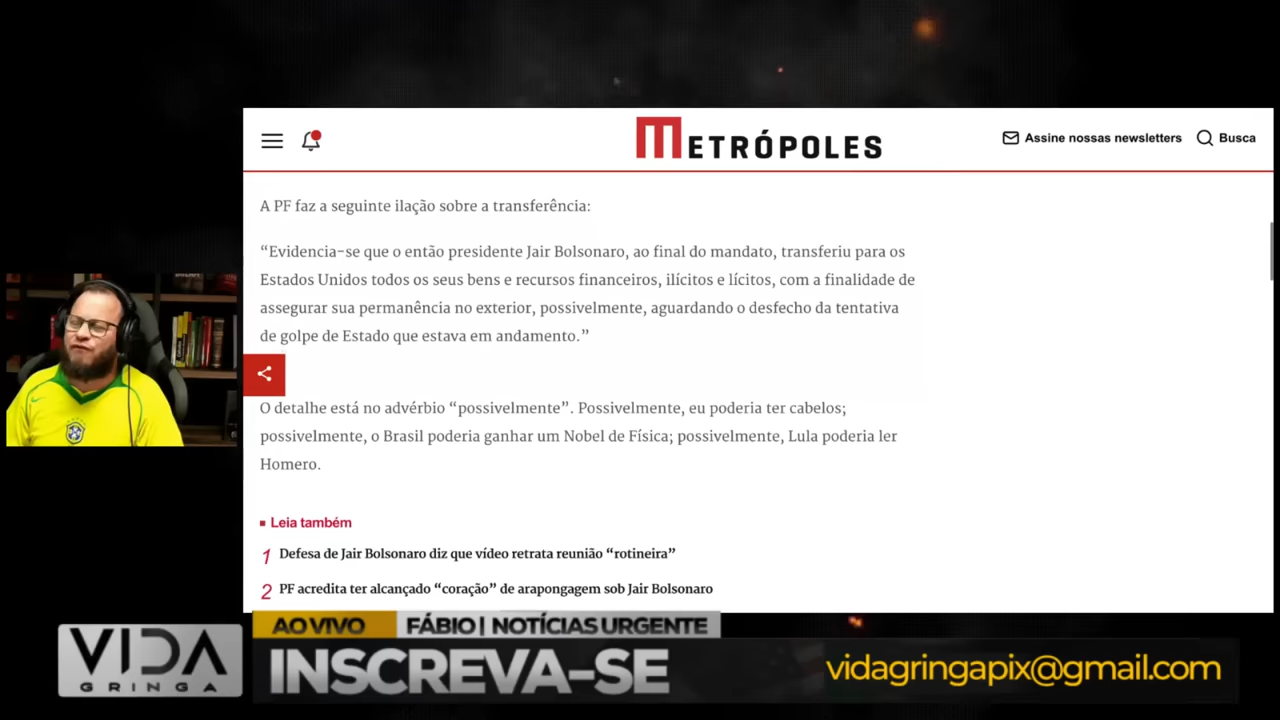 METRÓPOLES
Assine nossas newsletters
Busca
A PF faz a seguinte ilação sobre a transferência:
“Evidencia-se que o então presidente Jair Bolsonaro, ao final do mandato, transferiu para os
Estados Unidos todos os seus bens e recursos financeiros, ilícitos e lícitos, com a finalidade de
assegurar sua permanência no exterior, possivelmente, aguardando o desfecho da tentativa
de golpe de Estado que estava em andamento.”
O detalhe está no advérbio “possivelmente”. Possivelmente, eu poderia ter cabelos;
possivelmente, o Brasil poderia ganhar um Nobel de Física; possivelmente, Lula poderia ler
Homero.
Leia também
1 Defesa de Jair Bolsonaro diz que vídeo retrata reunião “rotineira”
2 PF acredita ter alcançado “coração” de arapongagem sob Jair Bolsonaro
AO VIVO
FÁBIO | NOTÍCIAS URGENTE
VIDA
GRINGA
INSCREVA-SE
vidagringapix@gmail.com